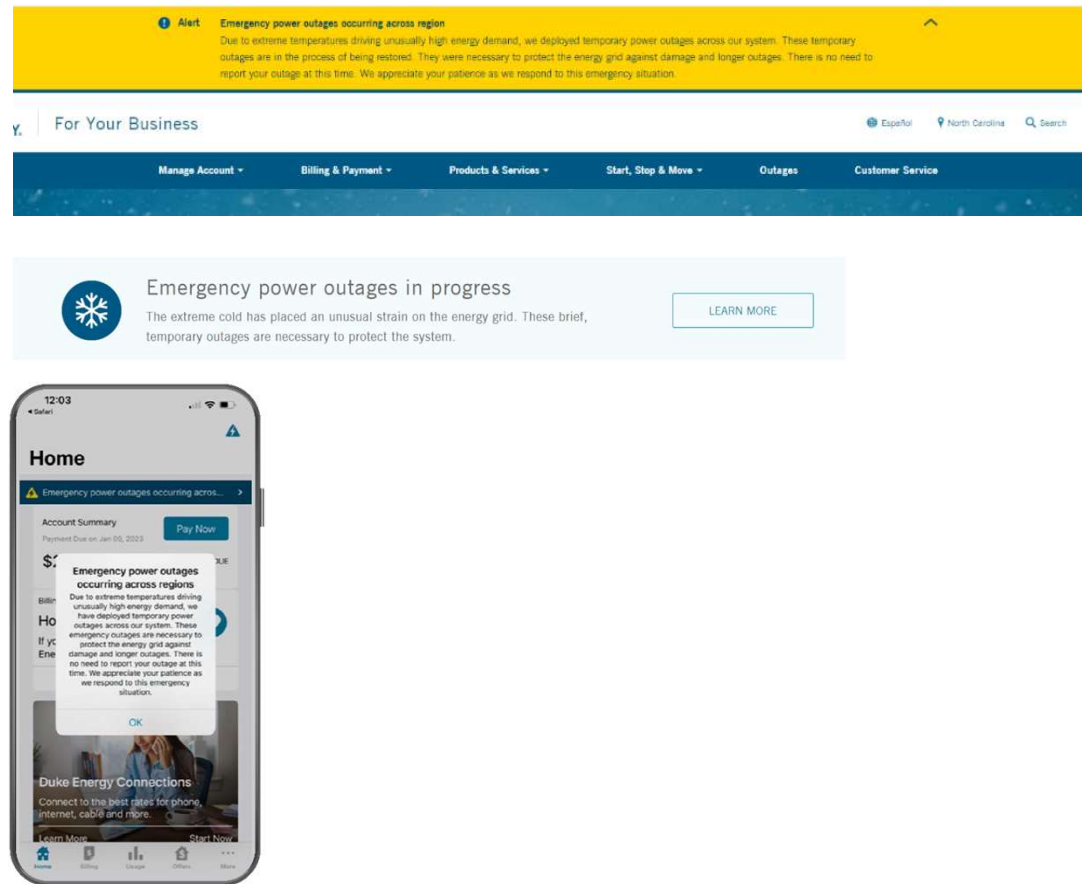 Alert
Emergency power outages occurring across region
Due to extreme temperatures driving unusually high energy demand, we deployed temporary power outages across our system. These temporary
outages are in the process of being restored. They were necessary to protect the energy grid against damage and longer outages. There is no need to
report your outage at this time. We appreciate your patience as we respond to this emergency situation.
Y. For Your Business
Español North Carolina Search
Manage Account Billing & Payment Products & Services Start, Stop & Move Outages Customer Service
Emergency power outages in progress
The extreme cold has placed an unusual strain on the energy grid. These brief,
temporary outages are necessary to protect the system.
LEARN MORE
12:03
Safari
Home
Emergency power outages occurring acros...
Account Summary
Pay Now
Payment Due on Jan 09, 2023
Emergency power outages
occurring across regions
Due to extreme temperatures driving
unusually high energy demand, we
have deployed temporary power
outages across our system. These
emergency outages are necessary to
protect the energy grid against
damage and longer outages. There is
no need to report your outage at this
time. We appreciate your patience as
we respond to this emergency
situation.
OK
Duke Energy Connections
Connect to the best rates for phone,
internet, cable and more.
Learn More Start Now
Home Billing Usage Offers More